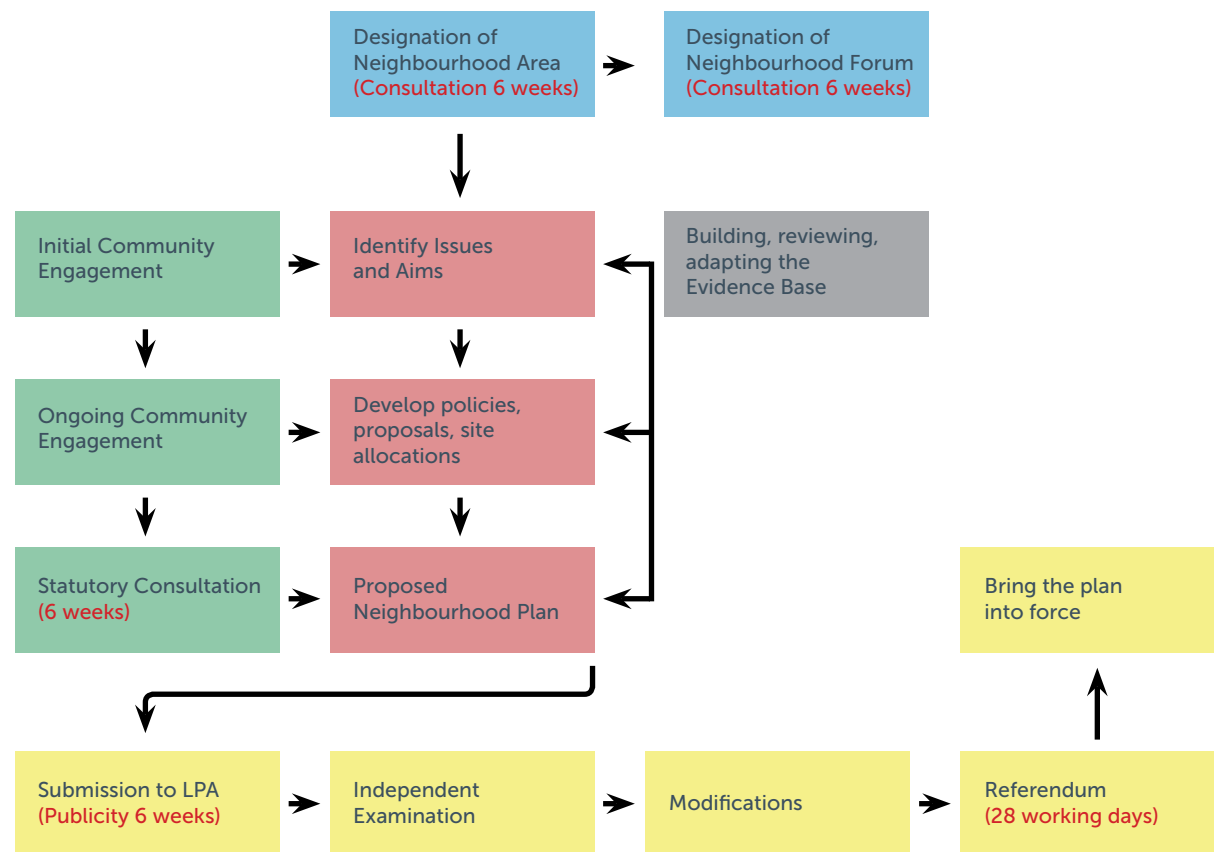 Designation of
Neighbourhood Area
(Consultation 6 weeks)
Designation of
Neighbourhood Forum
(Consultation 6 weeks)
Initial Community
Engagement
Identify Issues
and Aims
Building, reviewing,
adapting the
Evidence Base
Ongoing Community
Engagement
Develop policies,
proposals, site
allocations
Statutory Consultation
(6 weeks)
Proposed
Neighbourhood Plan
Bring the plan
into force
Submission to LPA
(Publicity 6 weeks)
Independent
Examination
Modifications
Referendum
(28 working days)